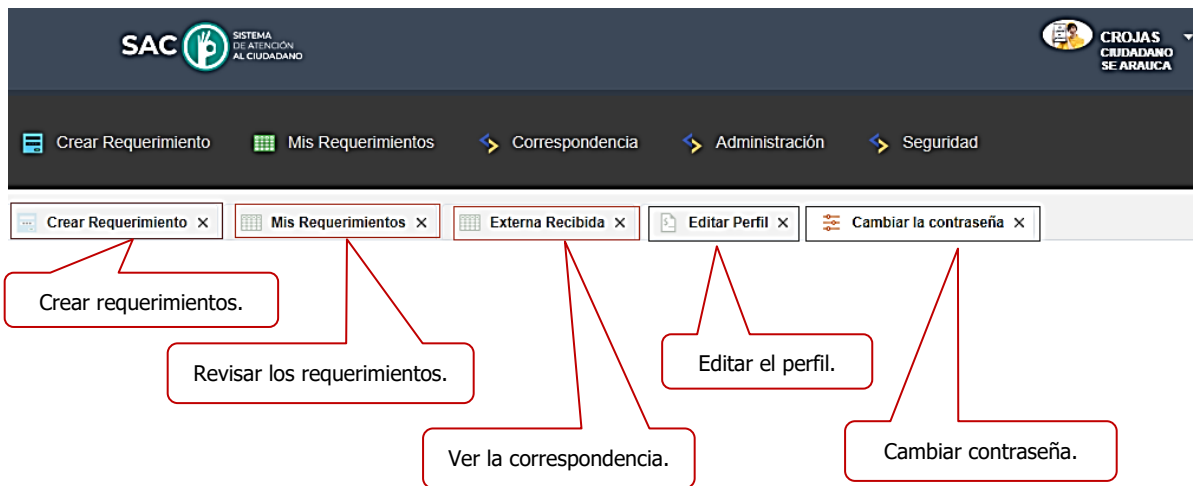 SAC
SISTEMA
DE ATENCIÓN
AL CIUDADANO
CROJAS
CIUDADANO
SE ARAUCA
Crear Requerimiento
Mis Requerimientos
Correspondencia
Administración
Seguridad
Crear Requerimiento X
Mis Requerimientos X
Externa Recibida X
Editar Perfil X
Cambiar la contraseña X
Crear requerimientos.
Revisar los requerimientos.
Editar el perfil.
Ver la correspondencia.
Cambiar contraseña.